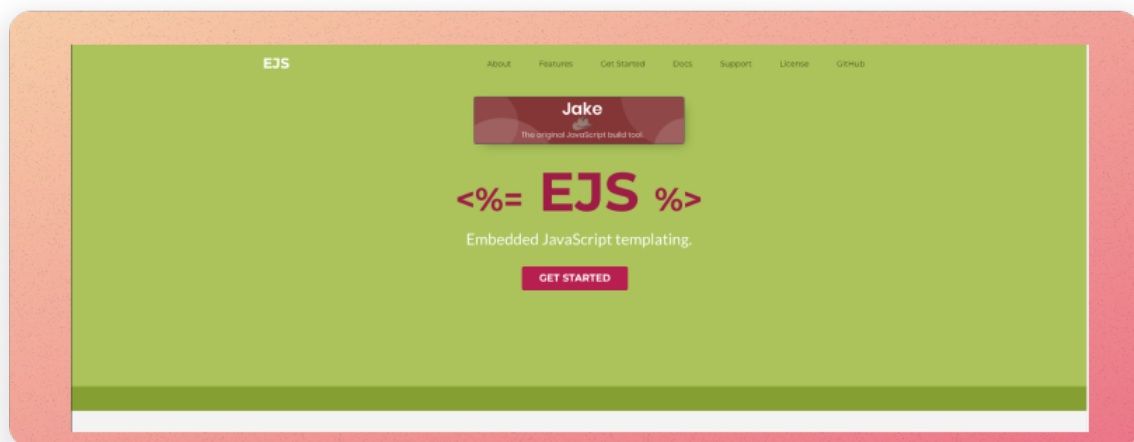 EJS
About Features Get Started Docs Support License GitHub
Jake
The original JavaScript build tool.
<%= EJS %>
Embedded JavaScript templating.
GET STARTED